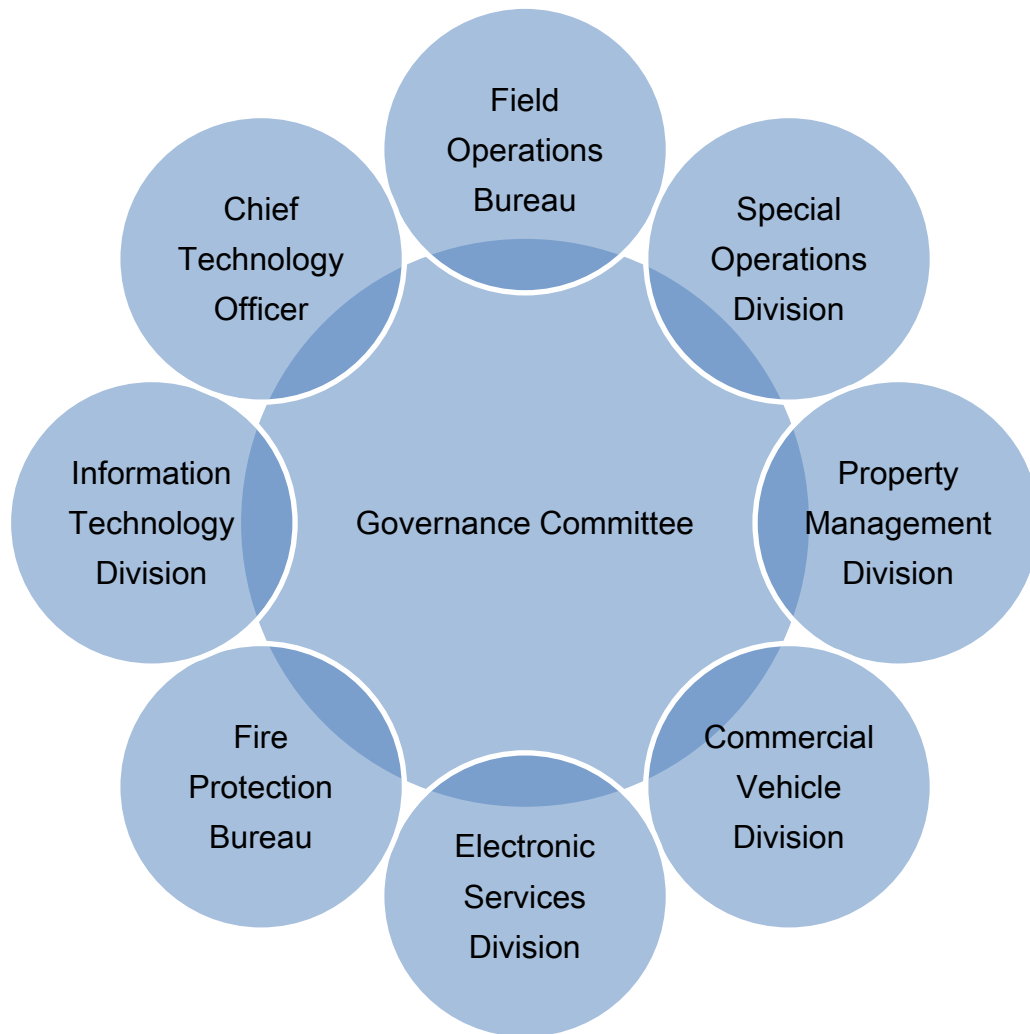 Field
Operations
Bureau
Chief
Technology
Officer
Special
Operations
Division
Information
Technology
Division
Governance Committee
Property
Management
Division
Fire
Protection
Bureau
Commercial
Vehicle
Division
Electronic
Services
Division